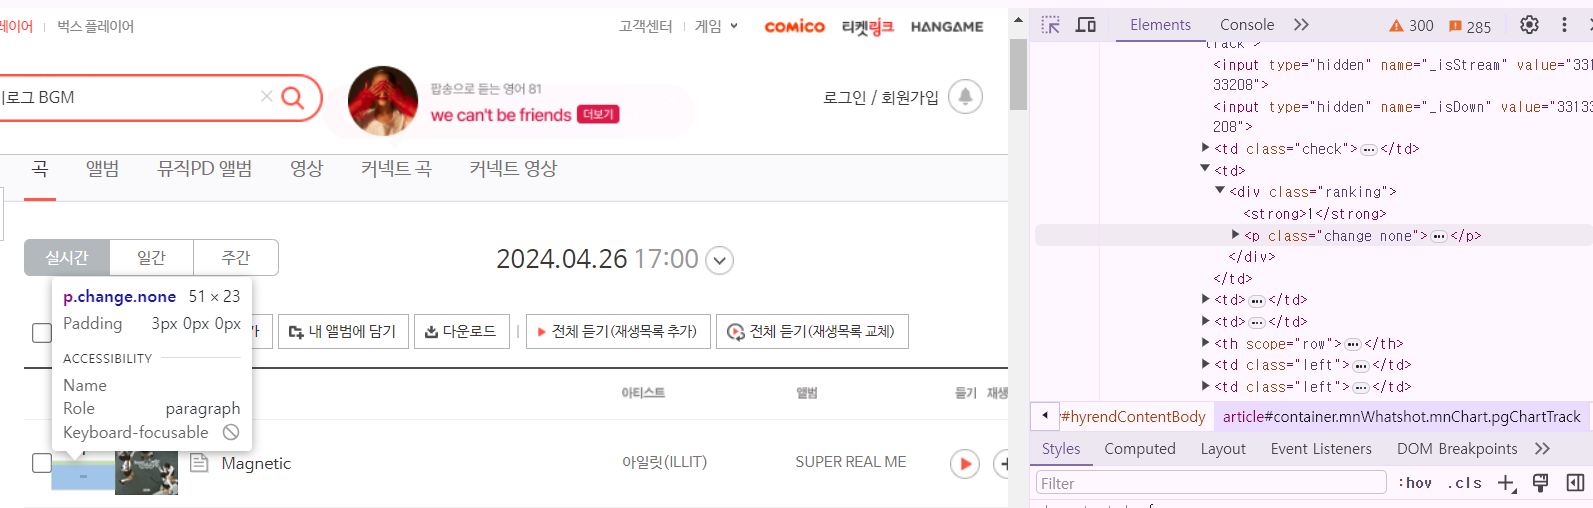 레이어 | 벅스 플레이어
고객센터 | 게임
comico 티켓링크 HANGAME
로그 BGM
팝송으로 듣는 영어 81
we can't be friends 더보기
로그인 / 회원가입
곡 앨범 뮤직PD 앨범 영상 커넥트 곡 커넥트 영상
실시간 일간 주간
2024.04.26 17:00
p.change.none 51 × 23
Padding 3px 0px 0px
ACCESSIBILITY
Name
Role paragraph
Keyboard-focusable
가 내 앨범에 담기 다운로드 | 전체 듣기(재생목록 추가) 전체 듣기(재생목록 교체)
아티스트 앨범 듣기 재생
Magnetic 아일릿(ILLIT) SUPER REAL ME
Elements Console 300 285
track">
<input type="hidden" name="_isStream" value="331
33208">
<input type="hidden" name="_isDown" value="33133
208">
<td class="check">…</td>
<td>
<div class="ranking">
<strong>1</strong>
<p class="change none">…</p>
</div>
</td>
<td>…</td>
<td>…</td>
<th scope="row">…</th>
<td class="left">…</td>
<td class="left">…</td>
#hyrendContentBody article#container.mnWhatshot.mnChart.pgChartTrack
Styles Computed Layout Event Listeners DOM Breakpoints
Filter :hov .cls